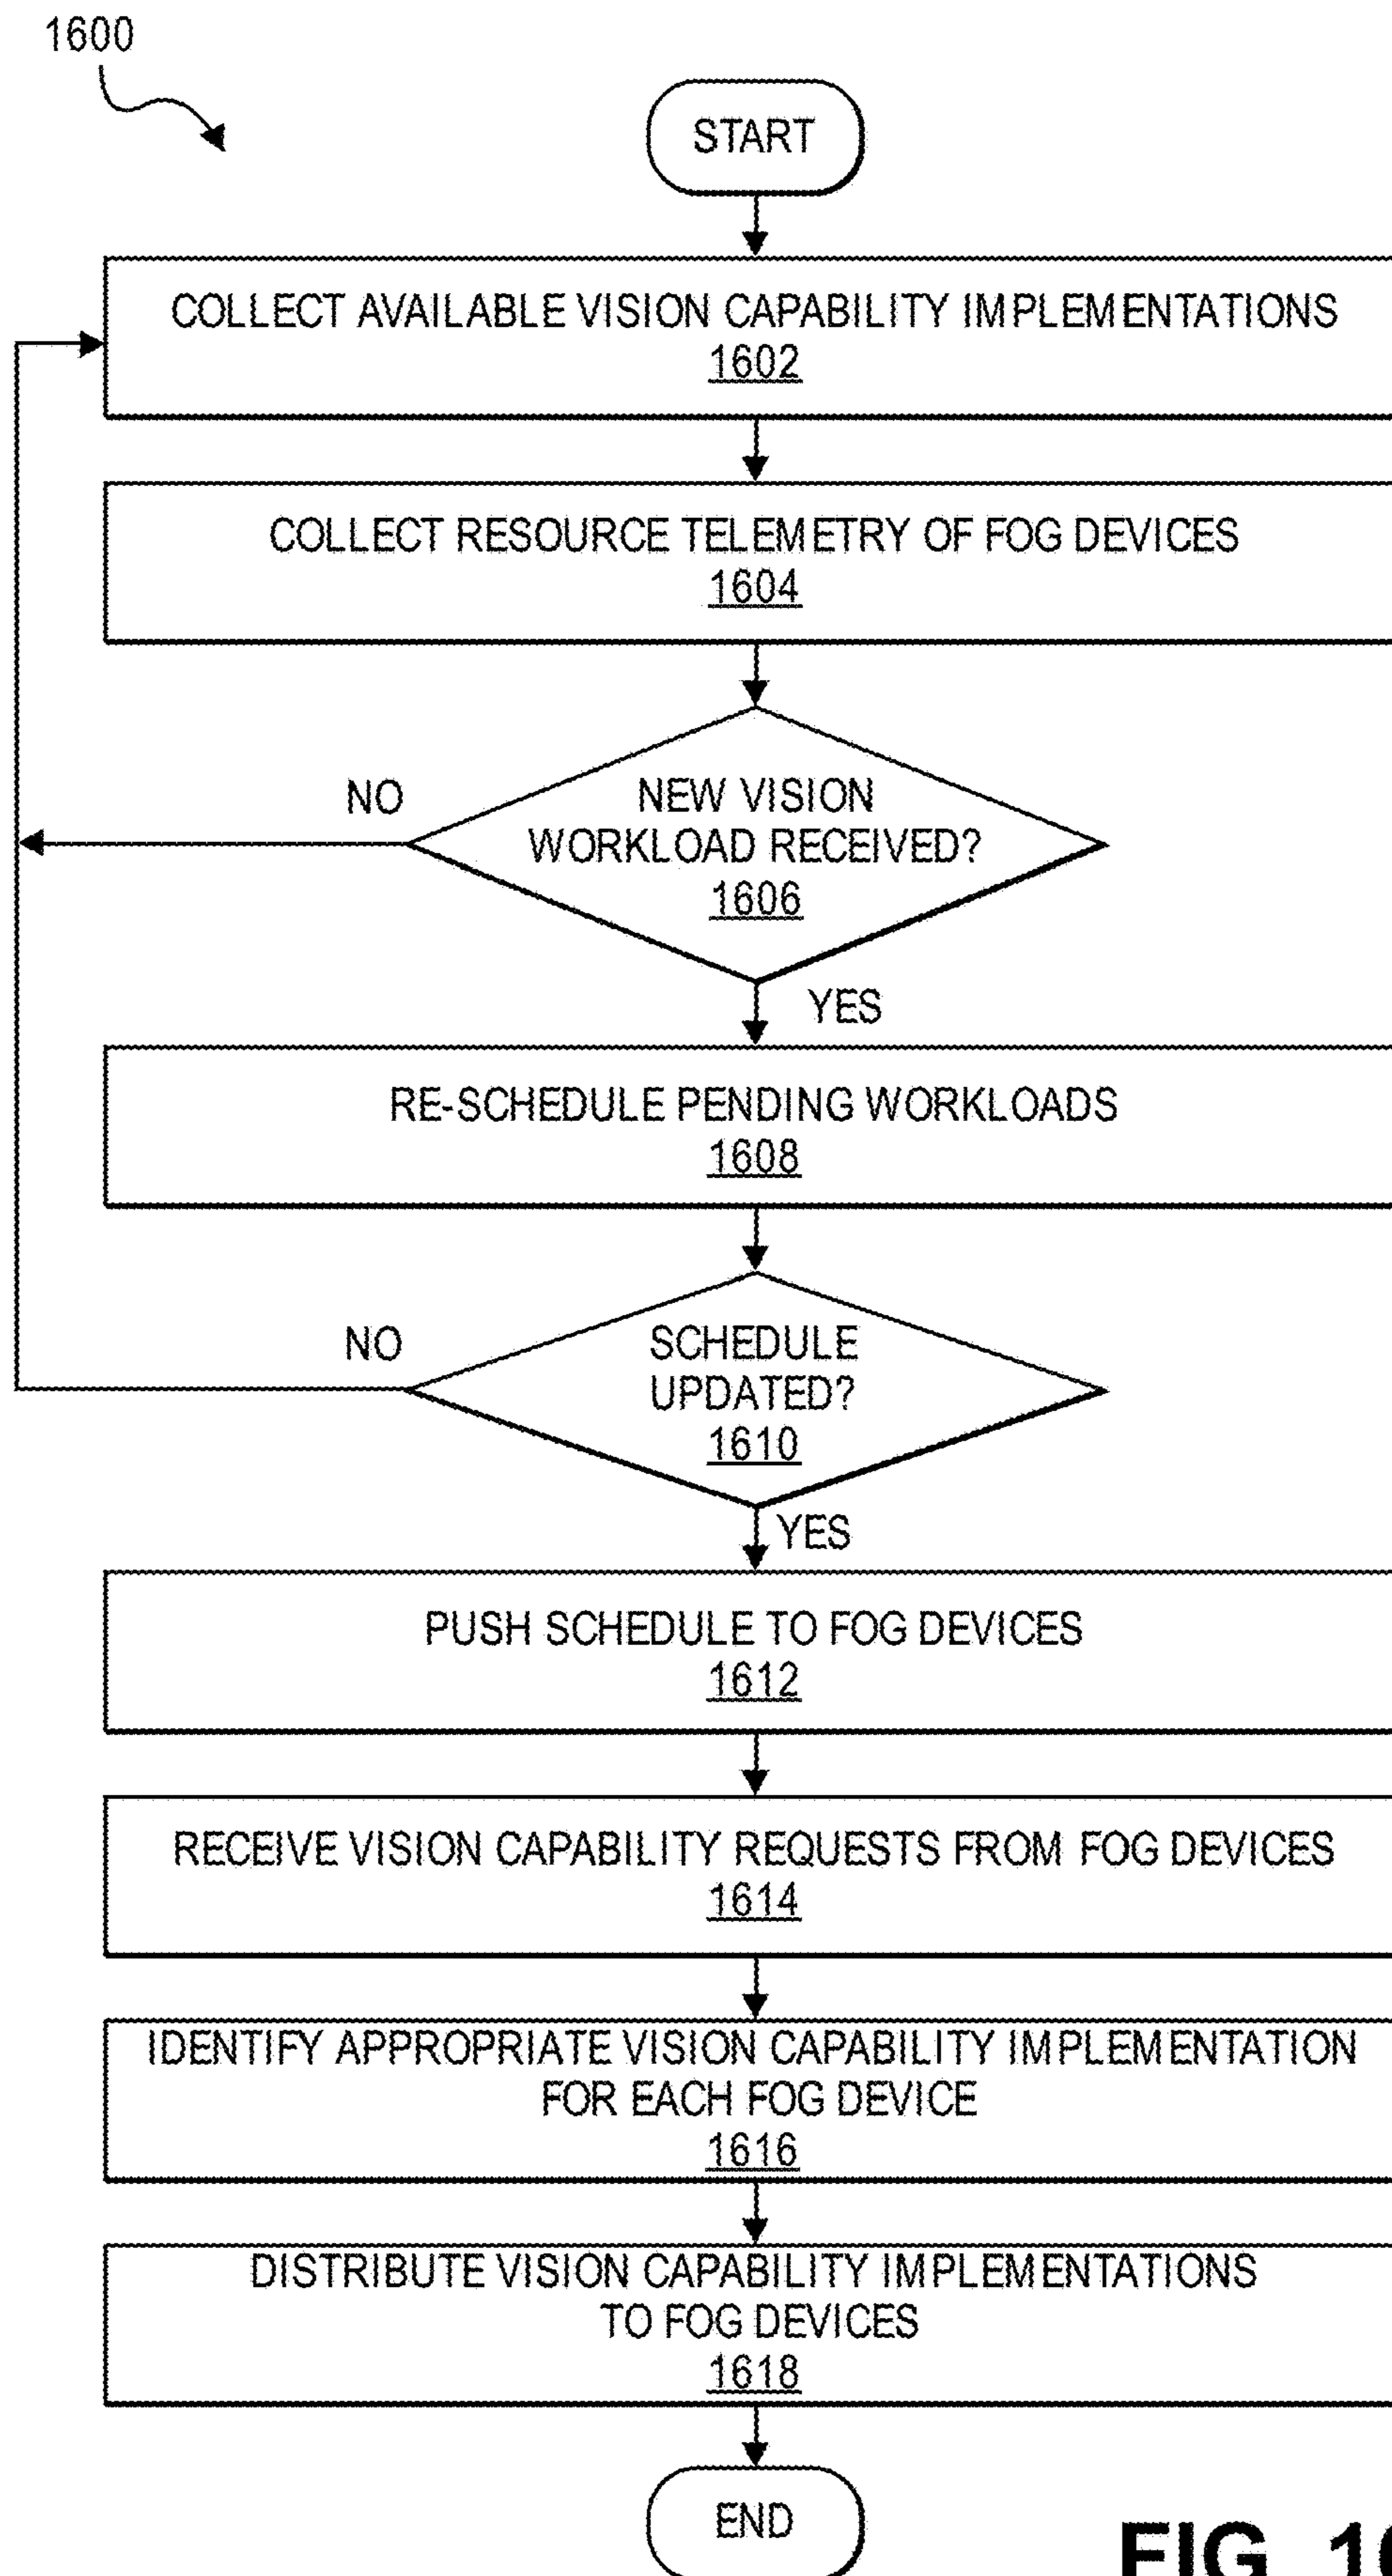 1600
START
COLLECT AVAILABLE VISION CAPABILITY IMPLEMENTATIONS
1602
COLLECT RESOURCE TELEMETRY OF FOG DEVICES
1604
NO
NEW VISION
WORKLOAD RECEIVED?
1606
YES
RE-SCHEDULE PENDING WORKLOADS
1608
NO
SCHEDULE
UPDATED?
1610
YES
PUSH SCHEDULE TO FOG DEVICES
1612
RECEIVE VISION CAPABILITY REQUESTS FROM FOG DEVICES
1614
IDENTIFY APPROPRIATE VISION CAPABILITY IMPLEMENTATION
FOR EACH FOG DEVICE
1616
DISTRIBUTE VISION CAPABILITY IMPLEMENTATIONS
TO FOG DEVICES
1618
END
FIG.